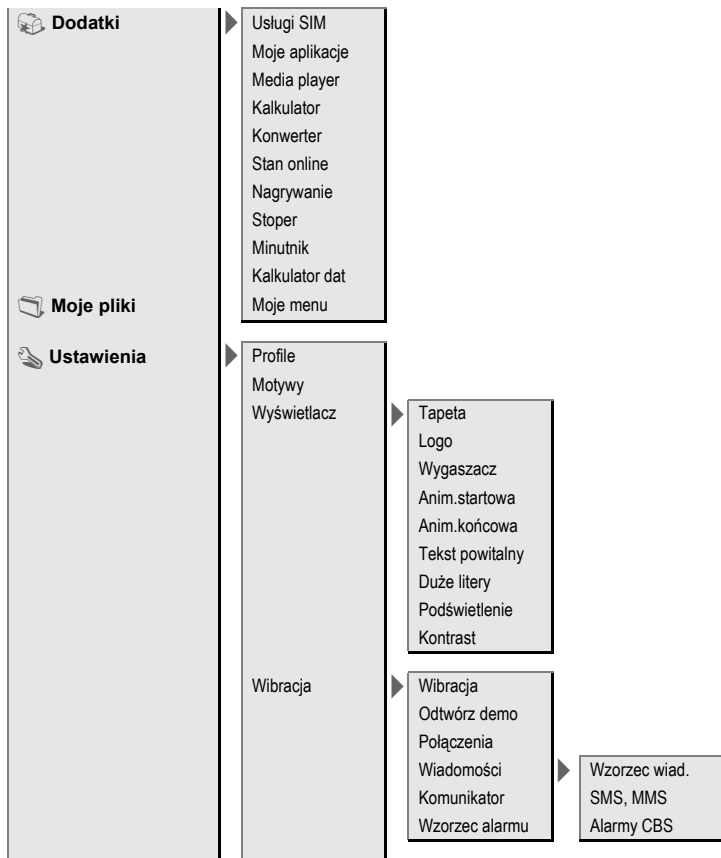 Dodatki
Usługi SIM
Moje aplikacje
Media player
Kalkulator
Konwerter
Stan online
Nagrywanie
Stoper
Minutnik
Kalkulator dat
Moje pliki
Moje menu
Ustawienia
Profile
Motywy
Wyświetlacz
Tapeta
Logo
Wygaszacz
Anim.startowa
Anim.końcowa
Tekst powitalny
Duże litery
Podświetlenie
Kontrast
Wibracja
Wibracja
Odtwórz demo
Połączenia
Wiadomości
Wzorzec wiad.
Komunikator
SMS, MMS
Wzorzec alarmu
Alarmy CBS